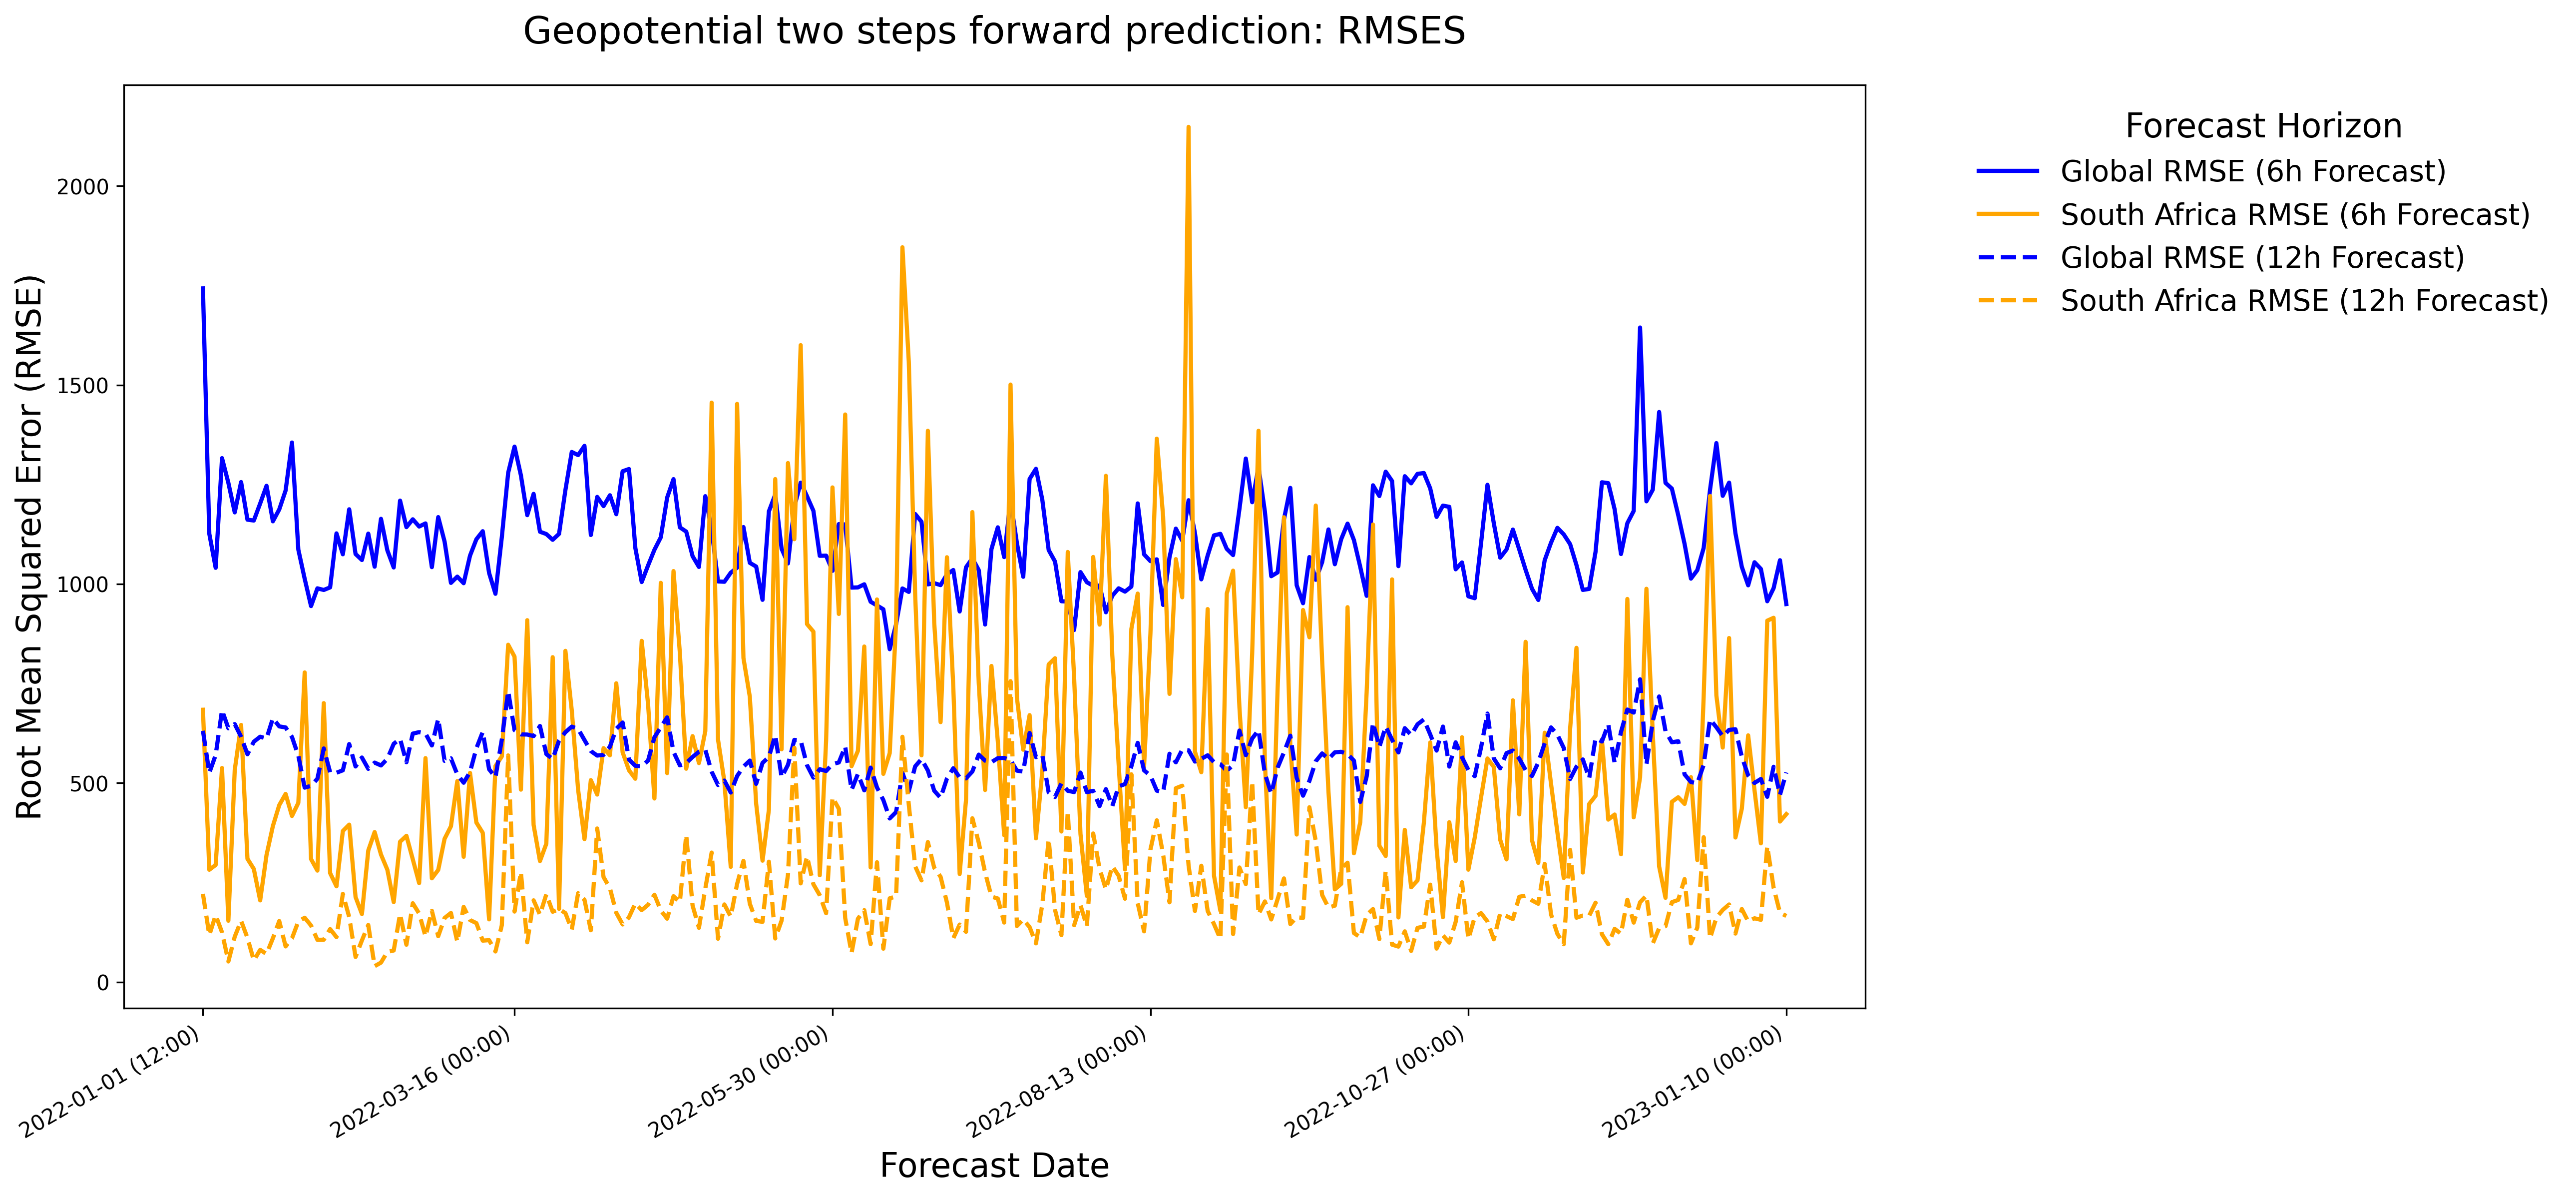 Geopotential two steps forward prediction: RMSES
Root Mean Squared Error (RMSE)
2000
1500
1000
500
0
2022-01-01 (12:00)
2022-03-16 (00:00)
2022-05-30 (00:00)
2022-08-13 (00:00)
2022-10-27 (00:00)
2023-01-10 (00:00)
Forecast Date
Forecast Horizon
Global RMSE (6h Forecast)
South Africa RMSE (6h Forecast)
Global RMSE (12h Forecast)
South Africa RMSE (12h Forecast)